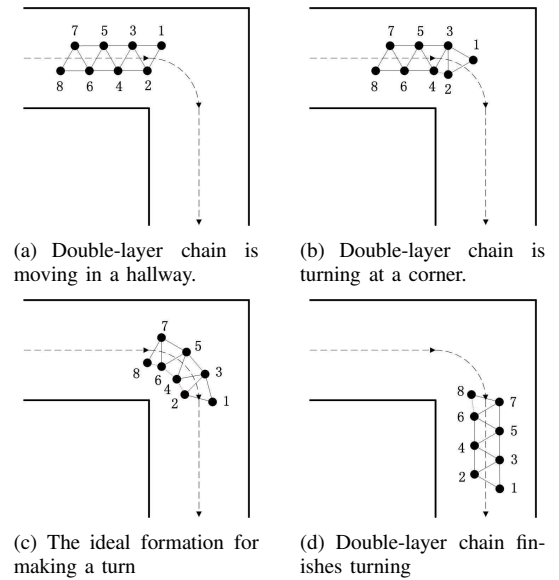 7 5 3 1
8 6 4 2
(a) Double-layer chain is
moving in a hallway.
7 5 3
1
8 6 4 2
(b) Double-layer chain is
turning at a corner.
7
5
3
8 6
4
2
1
(c) The ideal formation for
making a turn
8
7
6
5
4
3
2
1
(d) Double-layer chain fin-
ishes turning